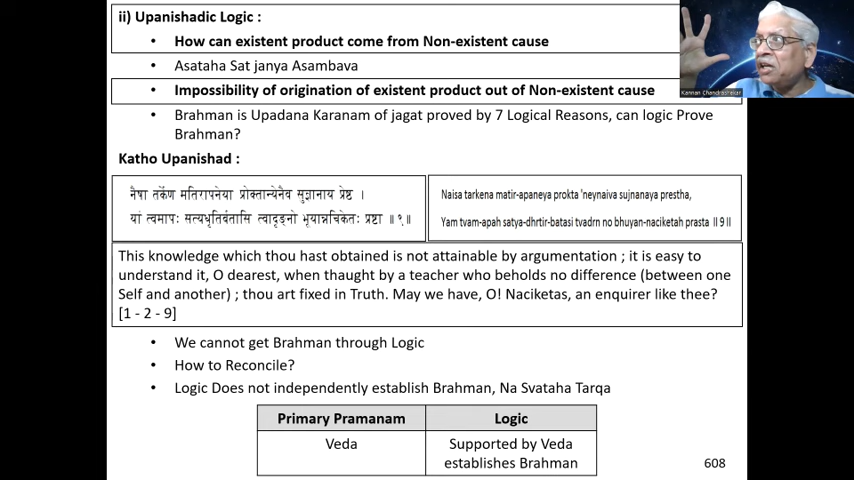 ii) Upanishadic Logic :
• How can existent product come from Non-existent cause
• Asataha Sat janya Asambava
• Impossibility of origination of existent product out of Non-existent cause
• Brahman is Upadana Karanam of jagat proved by 7 Logical Reasons, can logic Prove
Brahman?
Katho Upanishad :
नैषा तर्केण मतिरापनेया प्रोक्तान्येनैव सुज्ञानाय प्रेष्ठ ।
यां त्वमापः सत्यधृतिर्बतासि त्वादृङ्नो भूयान्नचिकेतः प्रष्टा ॥ ९॥
Naisa tarkena matir-apaneya prokta 'neynaiva sujnanaya prestha,
Yam tvam-apah satya-dhrtir-batasi tvadrn no bhuyan-naciketah prasta ॥ 9 ॥
This knowledge which thou hast obtained is not attainable by argumentation ; it is easy to
understand it, O dearest, when thaught by a teacher who beholds no difference (between one
Self and another) ; thou art fixed in Truth. May we have, O! Naciketas, an enquirer like thee?
[1 - 2 - 9]
• We cannot get Brahman through Logic
• How to Reconcile?
• Logic Does not independently establish Brahman, Na Svataha Tarqa
Primary Pramanam Logic
Veda Supported by Veda
establishes Brahman
608
Kannan Chandrasekar